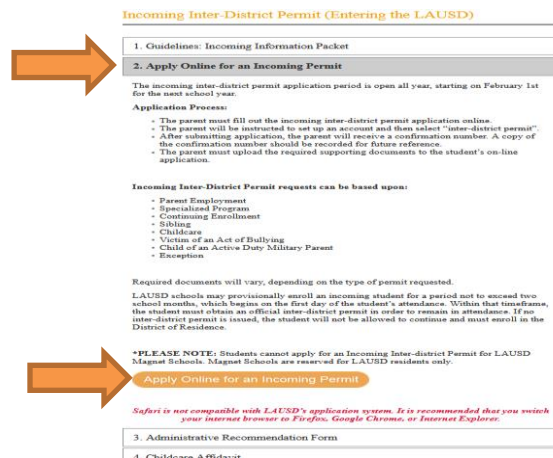 Incoming Inter-District Permit (Entering the LAUSD)
1. Guidelines: Incoming Information Packet
2. Apply Online for an Incoming Permit
The incoming inter-district permit application period is open all year, starting on February 1st
for the next school year.
Application Process:
• The parent must fill out the incoming inter-district permit application online.
• The parent will be instructed to set up an account and then select "inter-district permit".
• After submitting application, the parent will receive a confirmation number. A copy of
the confirmation number should be recorded for future reference.
• The parent must upload the required supporting documents to the student's on-line
application.
Incoming Inter-District Permit requests can be based upon:
• Parent Employment
• Specialized Program
• Continuing Enrollment
• Sibling
• Childcare
• Victim of an Act of Bullying
• Child of an Active Duty Military Parent
• Exception
Required documents will vary, depending on the type of permit requested.
LAUSD schools may provisionally enroll an incoming student for a period not to exceed two
school months, which begins on the first day of the student's attendance. Within that timeframe,
the student must obtain an official inter-district permit in order to remain in attendance. If no
inter-district permit is issued, the student will not be allowed to continue and must enroll in the
District of Residence.
*PLEASE NOTE: Students cannot apply for an Incoming Inter-district Permit for LAUSD
Magnet Schools. Magnet Schools are reserved for LAUSD residents only.
Apply Online for an Incoming Permit
Safari is not compatible with LAUSD's application system. It is recommended that you switch
your internet browser to Firefox, Google Chrome, or Internet Explorer.
3. Administrative Recommendation Form
4. Childcare Affidavit